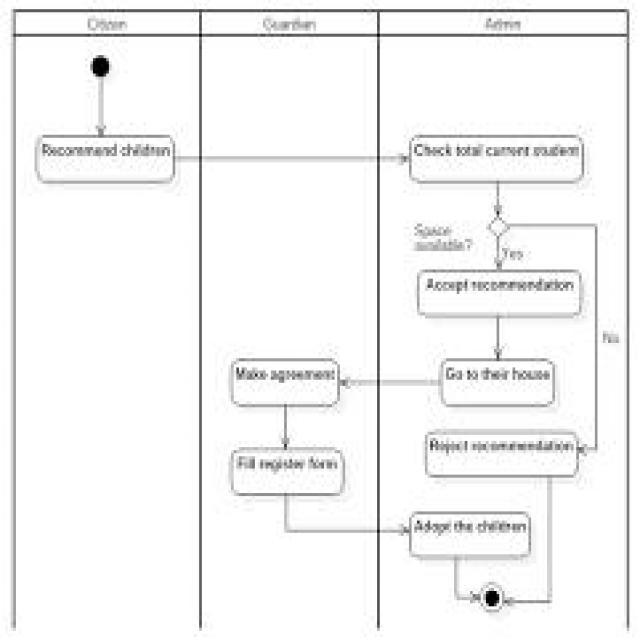 Citizen
Guardian
Admin
Recommend children
Check total current student
Space
available?
Yes
Accept recommendation
No
Make agreement
Go to their house
Reject recommendation
Fill register form
Adopt the children